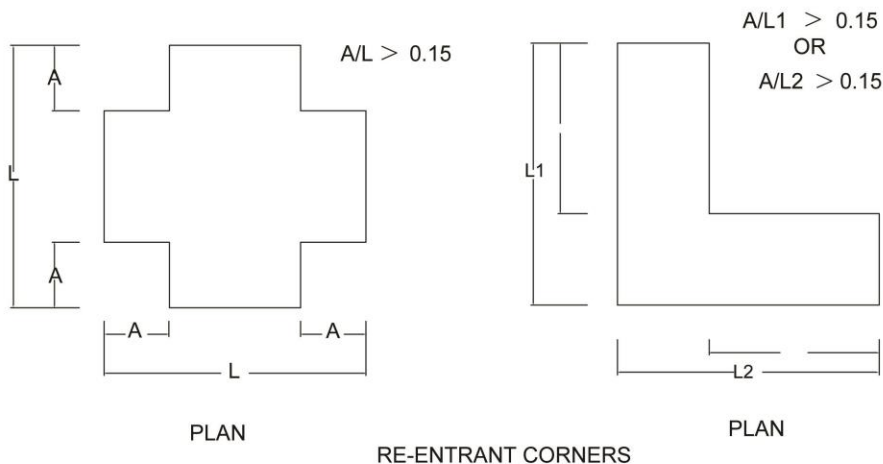 A/L > 0.15
A
L
A
A
A
L
PLAN
A/L1 > 0.15
OR
A/L2 > 0.15
L1
L2
PLAN
RE-ENTRANT CORNERS